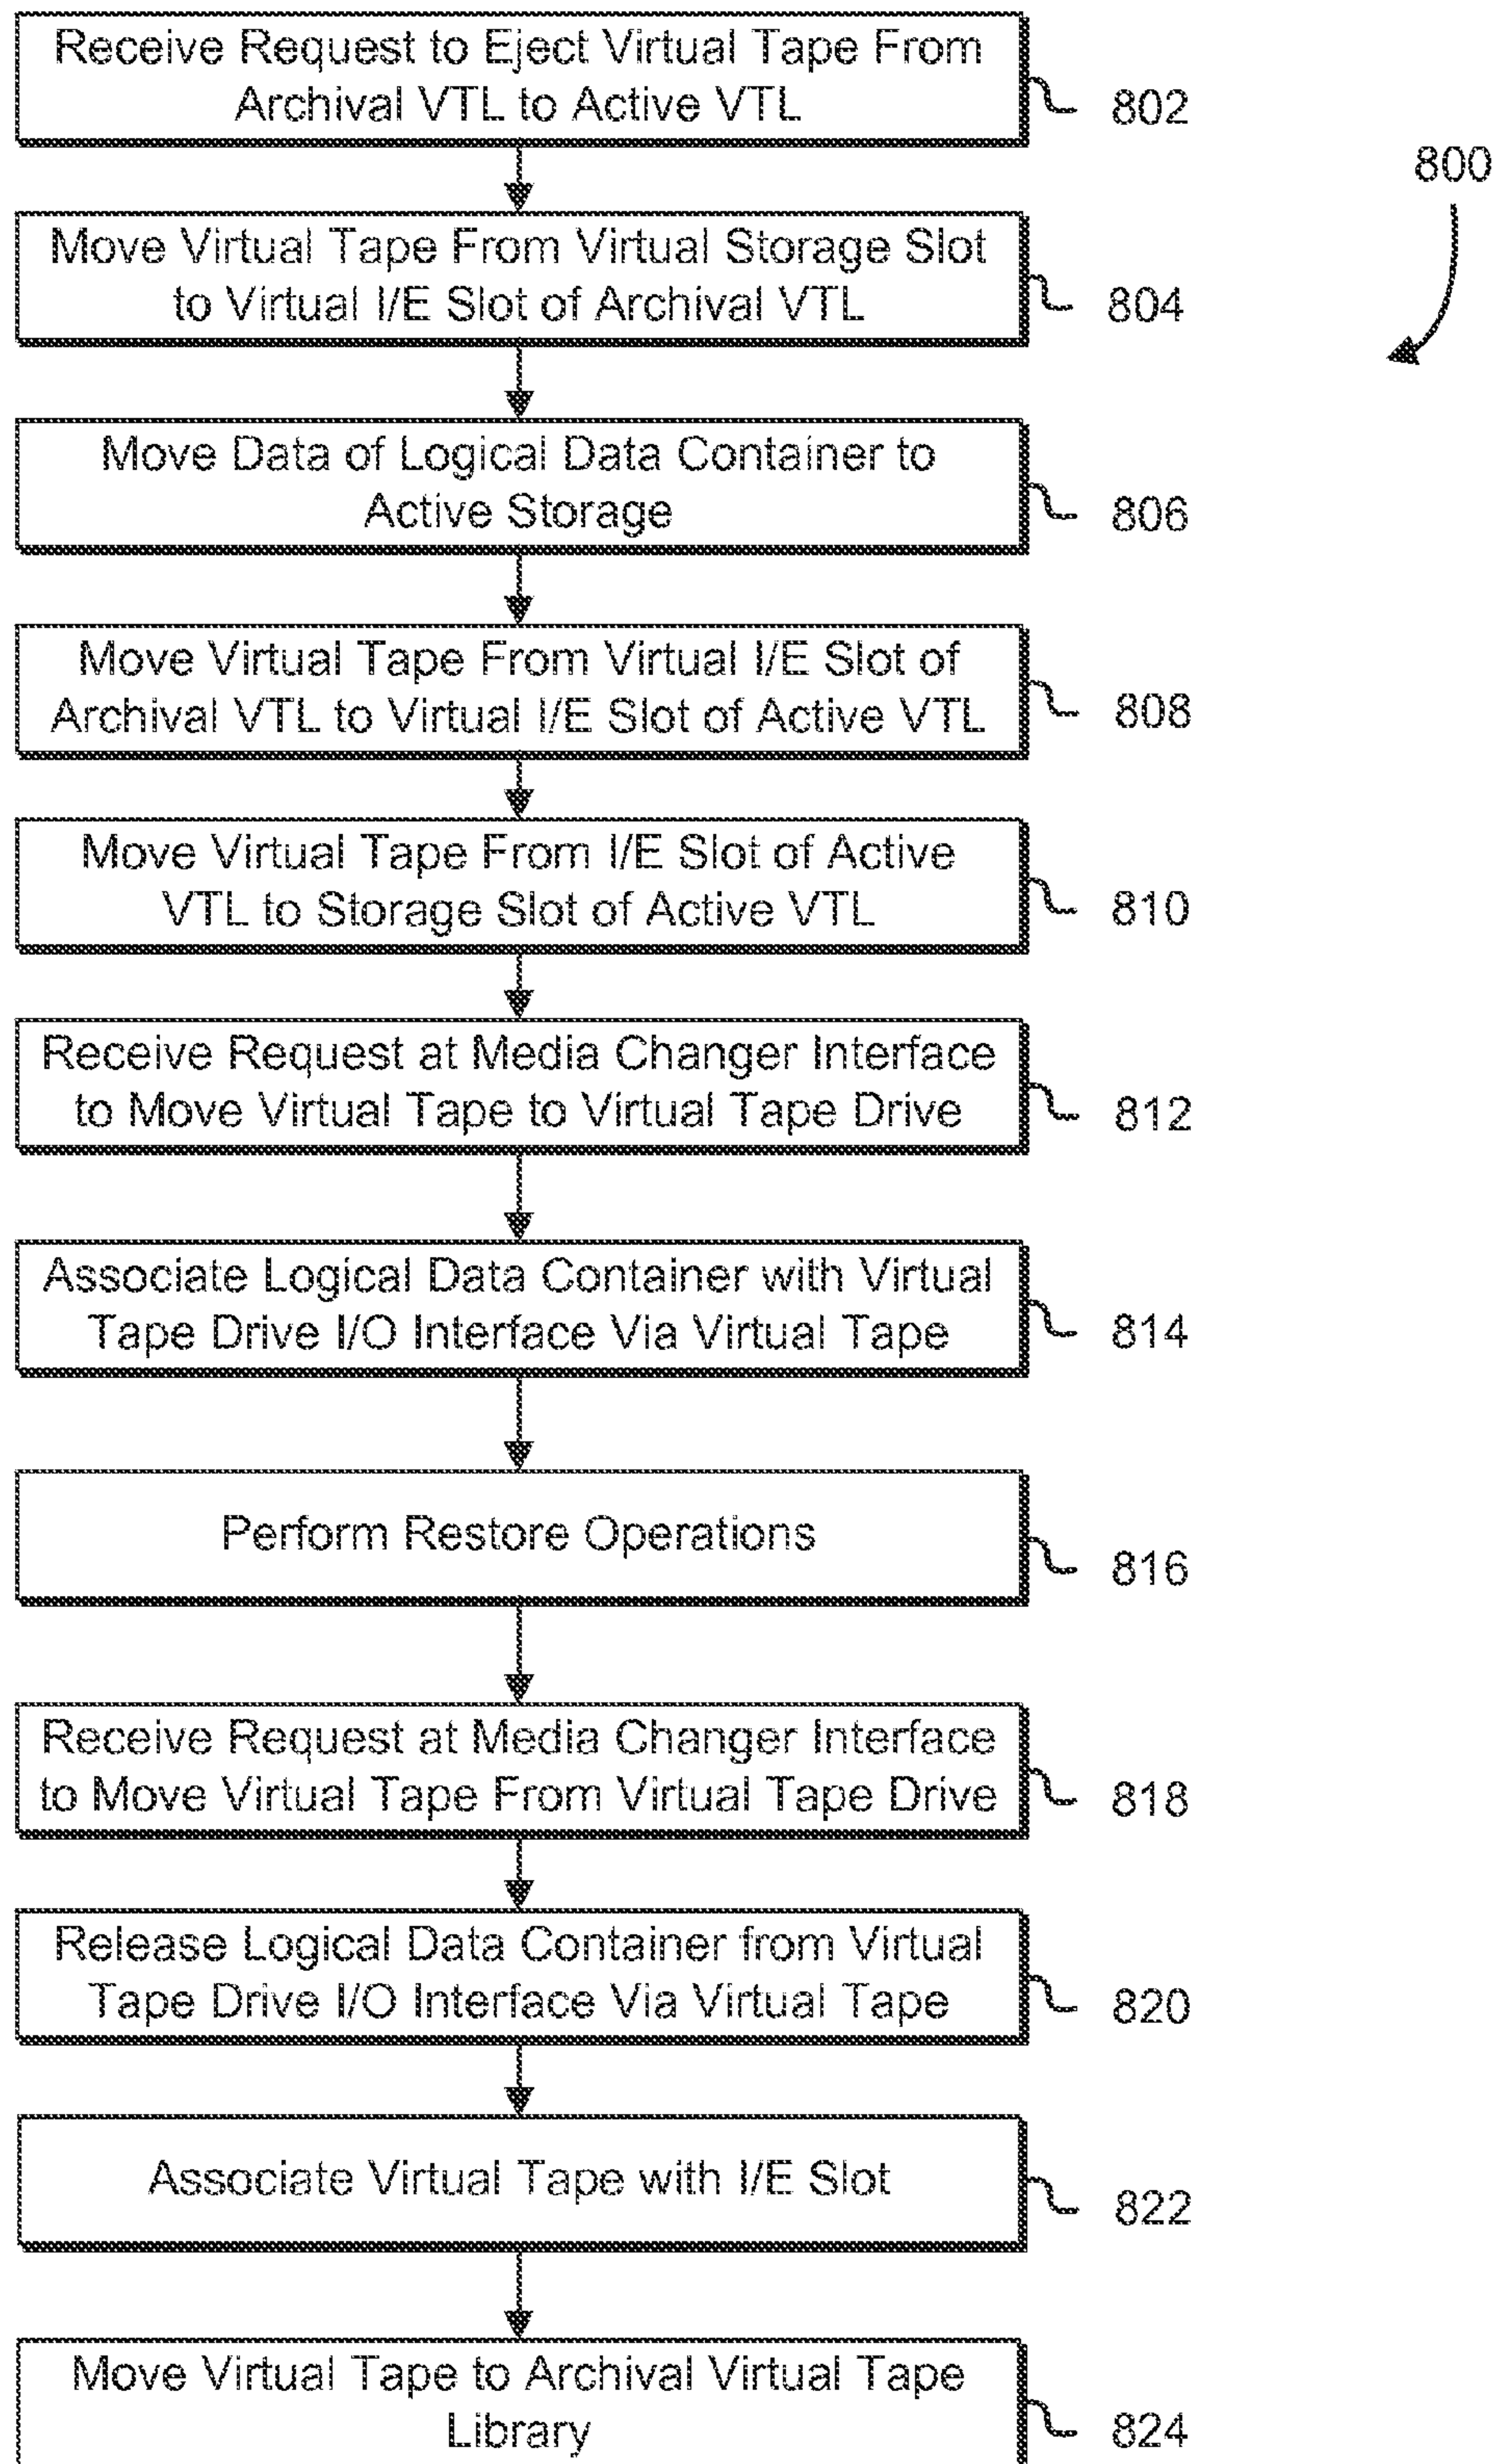 Receive Request to Eject Virtual Tape From
Archival VTL to Active VTL
802
800
Move Virtual Tape From Virtual Storage Slot
to Virtual I/E Slot of Archival VTL
804
Move Data of Logical Data Container to
Active Storage
806
Move Virtual Tape From Virtual I/E Slot of
Archival VTL to Virtual I/E Slot of Active VTL
808
Move Virtual Tape From I/E Slot of Active
VTL to Storage Slot of Active VTL
810
Receive Request at Media Changer Interface
to Move Virtual Tape to Virtual Tape Drive
812
Associate Logical Data Container with Virtual
Tape Drive I/O Interface Via Virtual Tape
814
Perform Restore Operations
816
Receive Request at Media Changer Interface
to Move Virtual Tape From Virtual Tape Drive
818
Release Logical Data Container from Virtual
Tape Drive I/O Interface Via Virtual Tape
820
Associate Virtual Tape with I/E Slot
822
Move Virtual Tape to Archival Virtual Tape
Library
824